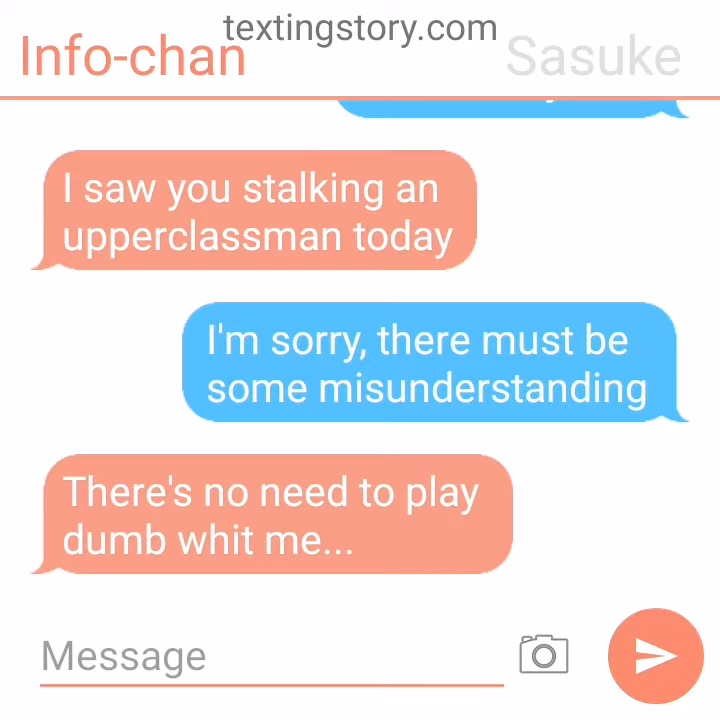 textingstory.com
Info-chan
Sasuke
I saw you stalking an
upperclassman today
I'm sorry, there must be
some misunderstanding
There's no need to play
dumb whit me...
Message